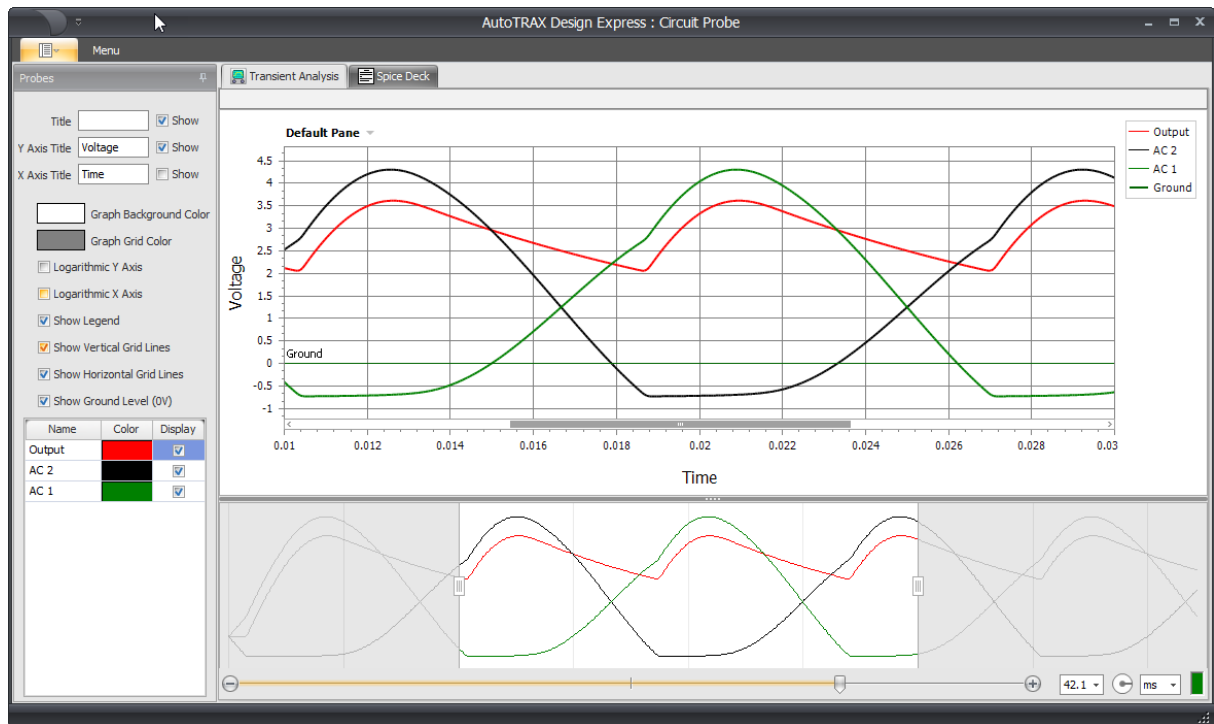 AutoTRAX Design Express : Circuit Probe
Menu
Probes
Transient Analysis
Spice Deck
Title
Show
Y Axis Title
Voltage
Show
X Axis Title
Time
Show
Graph Background Color
Graph Grid Color
Logarithmic Y Axis
Logarithmic X Axis
Show Legend
Show Vertical Grid Lines
Show Horizontal Grid Lines
Show Ground Level (0V)
Name Color Display
Output
AC 2
AC 1
Default Pane
Voltage
4.5
4
3.5
3
2.5
2
1.5
1
0.5
0
-0.5
-1
Ground
0.01 0.012 0.014 0.016 0.018 0.02 0.022 0.024 0.026 0.028 0.03
Time
Output
AC 2
AC 1
Ground
42.1
ms